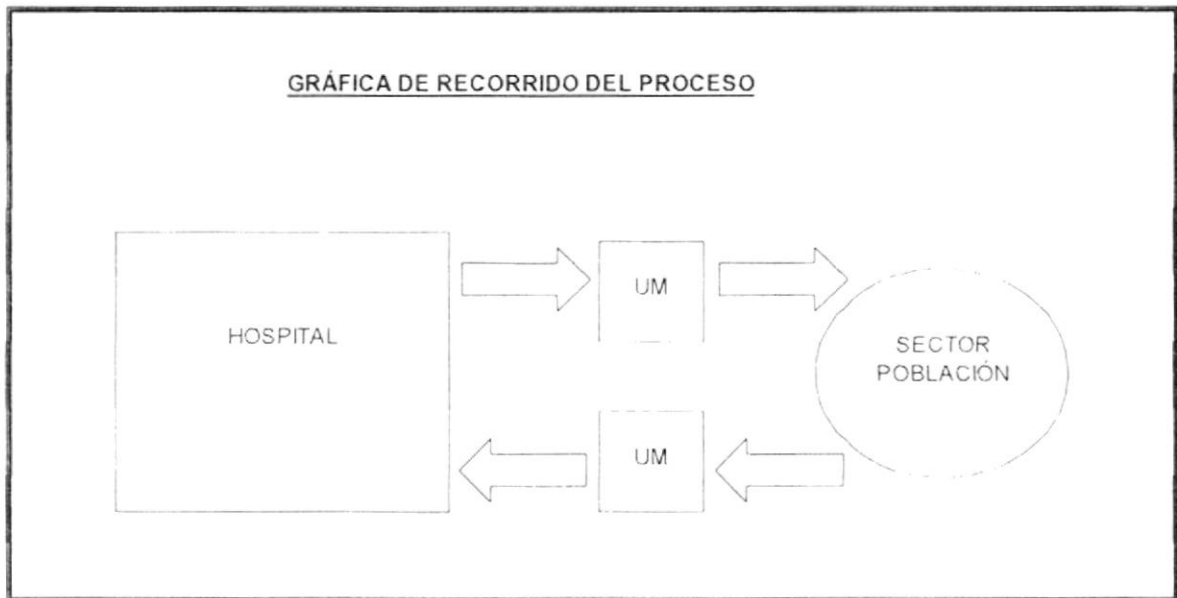 GRÁFICA DE RECORRIDO DEL PROCESO
HOSPITAL
UM
SECTOR
POBLACIÓN
UM